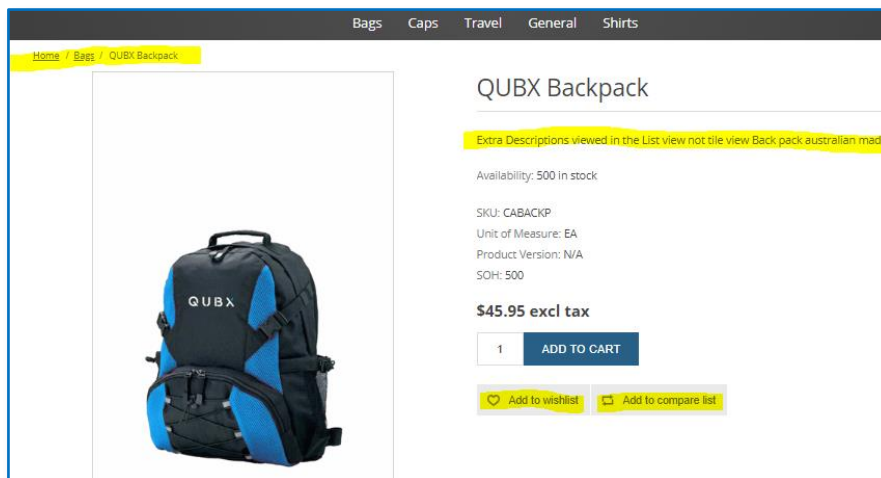 Bags Caps Travel General Shirts
Home / Bags / QUBX Backpack
QUBX Backpack
Extra Descriptions viewed in the List view not tile view Back pack australian mad
Availability: 500 in stock
SKU: CABACKP
Unit of Measure: EA
Product Version: N/A
SOH: 500
$45.95 excl tax
1 ADD TO CART
Add to wishlist Add to compare list
QUBX